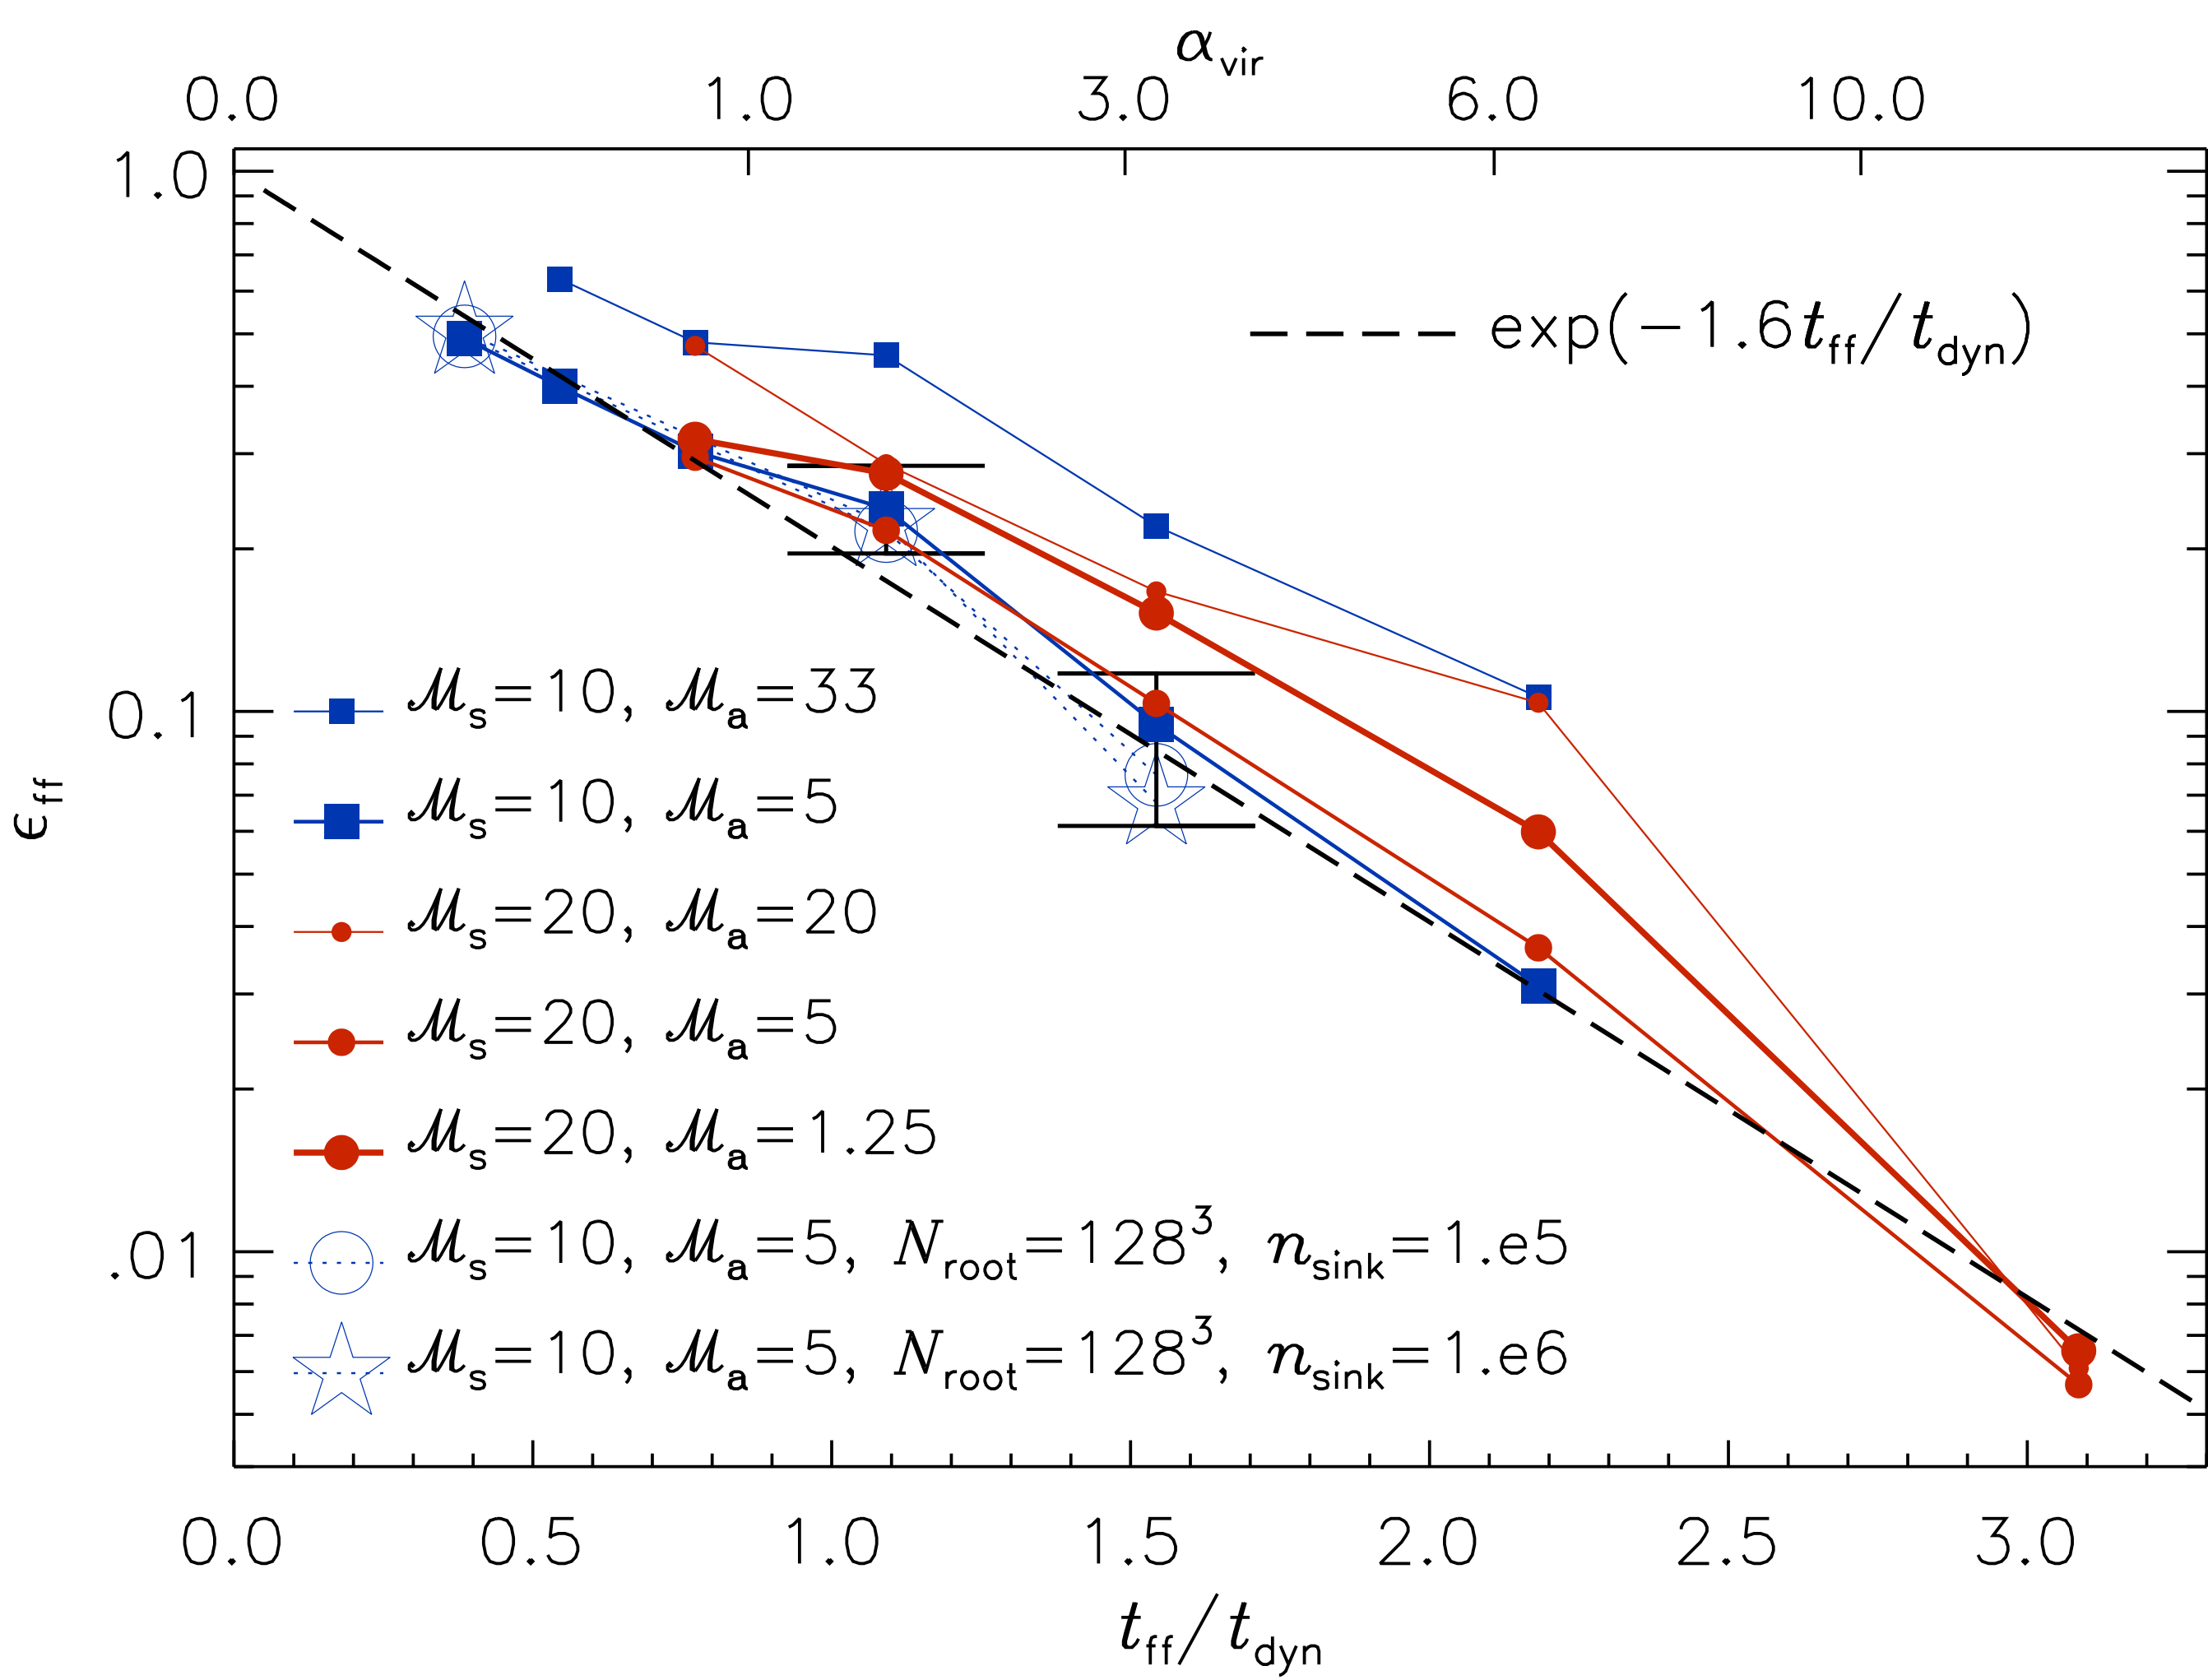 α_vir
0.0 1.0 3.0 6.0 10.0
1.0
0.1
.01
ϵ_ff
exp(−1.6t_ff/t_dyn)
ℳ_s=10, ℳ_a=33
ℳ_s=10, ℳ_a=5
ℳ_s=20, ℳ_a=20
ℳ_s=20, ℳ_a=5
ℳ_s=20, ℳ_a=1.25
ℳ_s=10, ℳ_a=5, N_root=128³, n_sink=1.e5
ℳ_s=10, ℳ_a=5, N_root=128³, n_sink=1.e6
0.0 0.5 1.0 1.5 2.0 2.5 3.0
t_ff/t_dyn